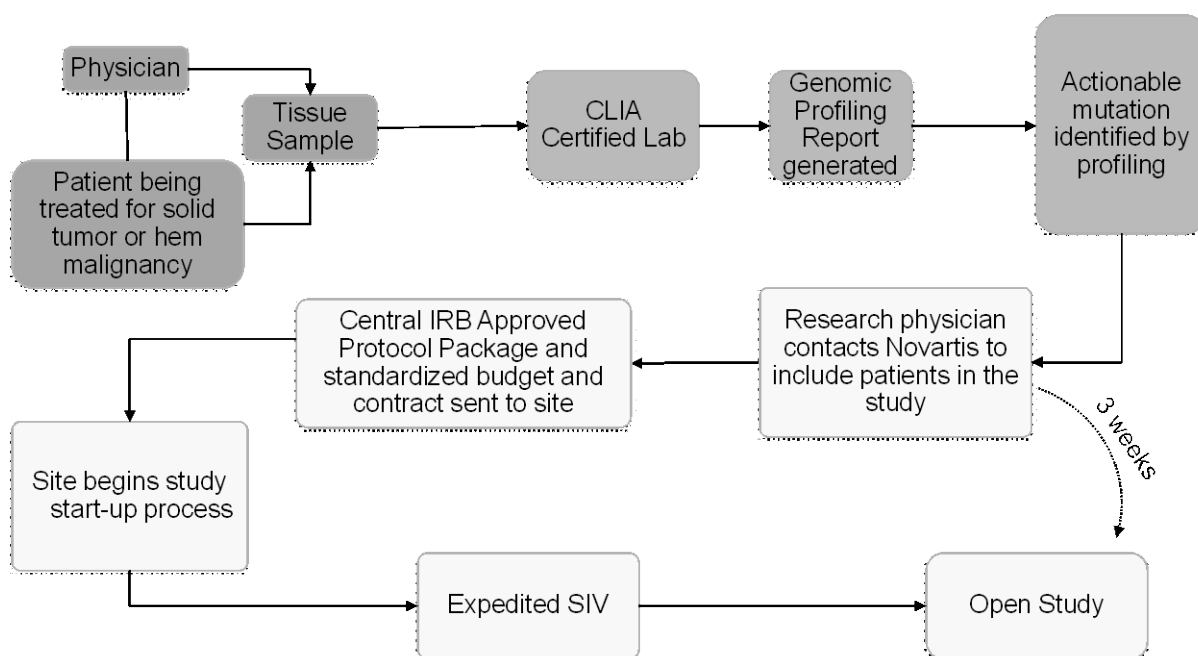 Physician
Tissue
Sample
Patient being
treated for solid
tumor or hem
malignancy
CLIA
Certified Lab
Genomic
Profiling
Report
generated
Actionable
mutation
identified by
profiling
Research physician
contacts Novartis to
include patients in the
study
Central IRB Approved
Protocol Package and
standardized budget and
contract sent to site
Site begins study
start-up process
Expedited SIV
3 weeks
Open Study